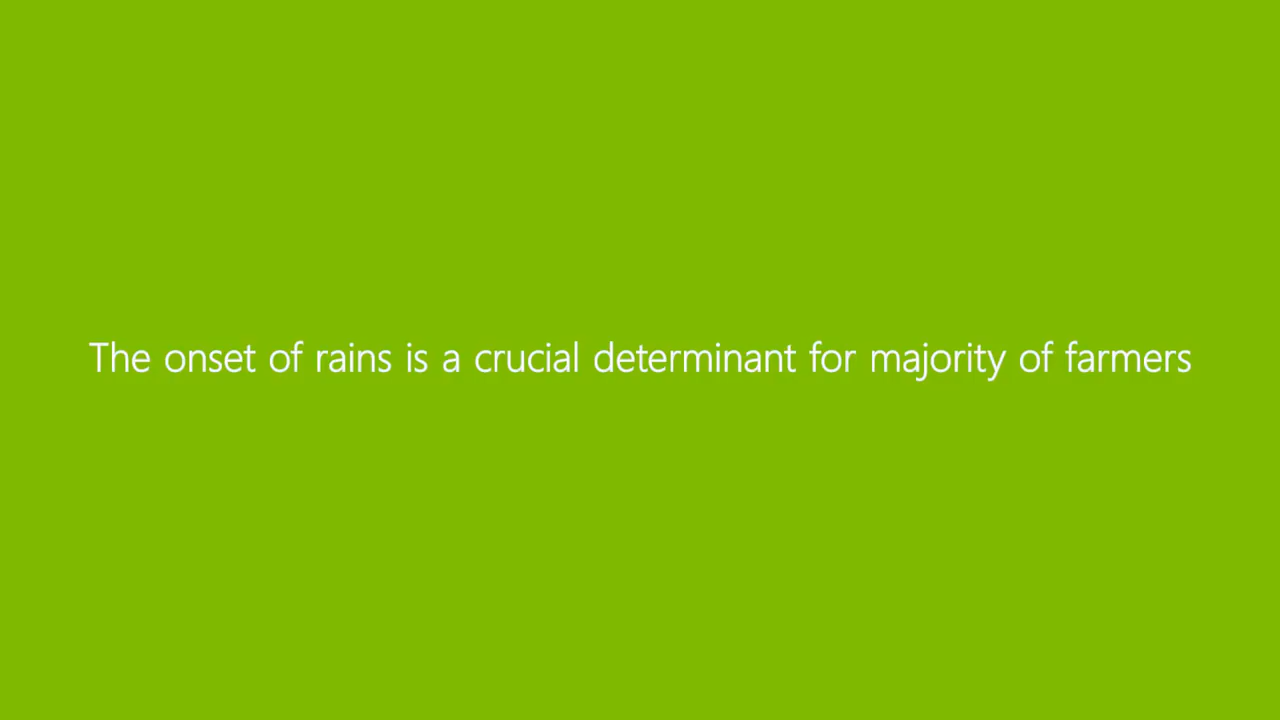 The onset of rains is a crucial determinant for majority of farmers